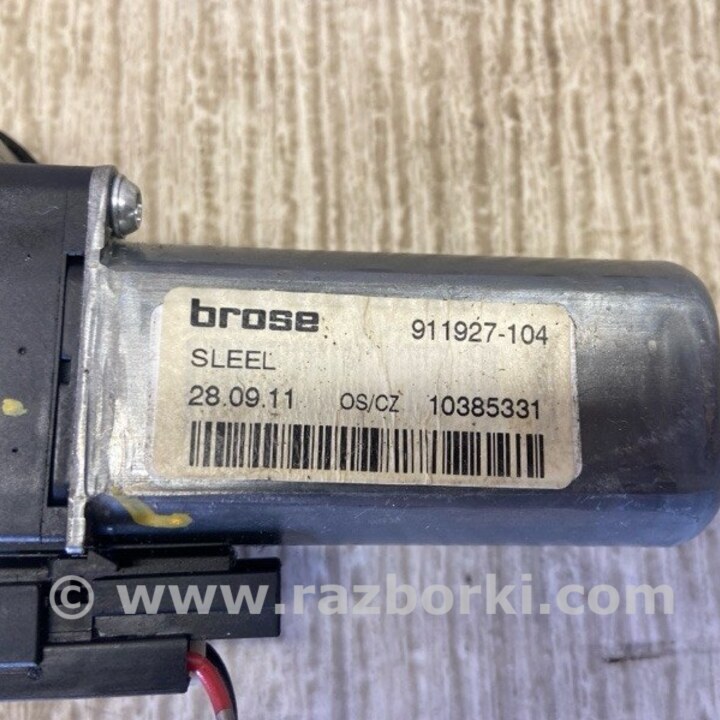 brose 911927-104
SLEEL
28.09.11 OS/CZ 10385331
© www.razborki.com